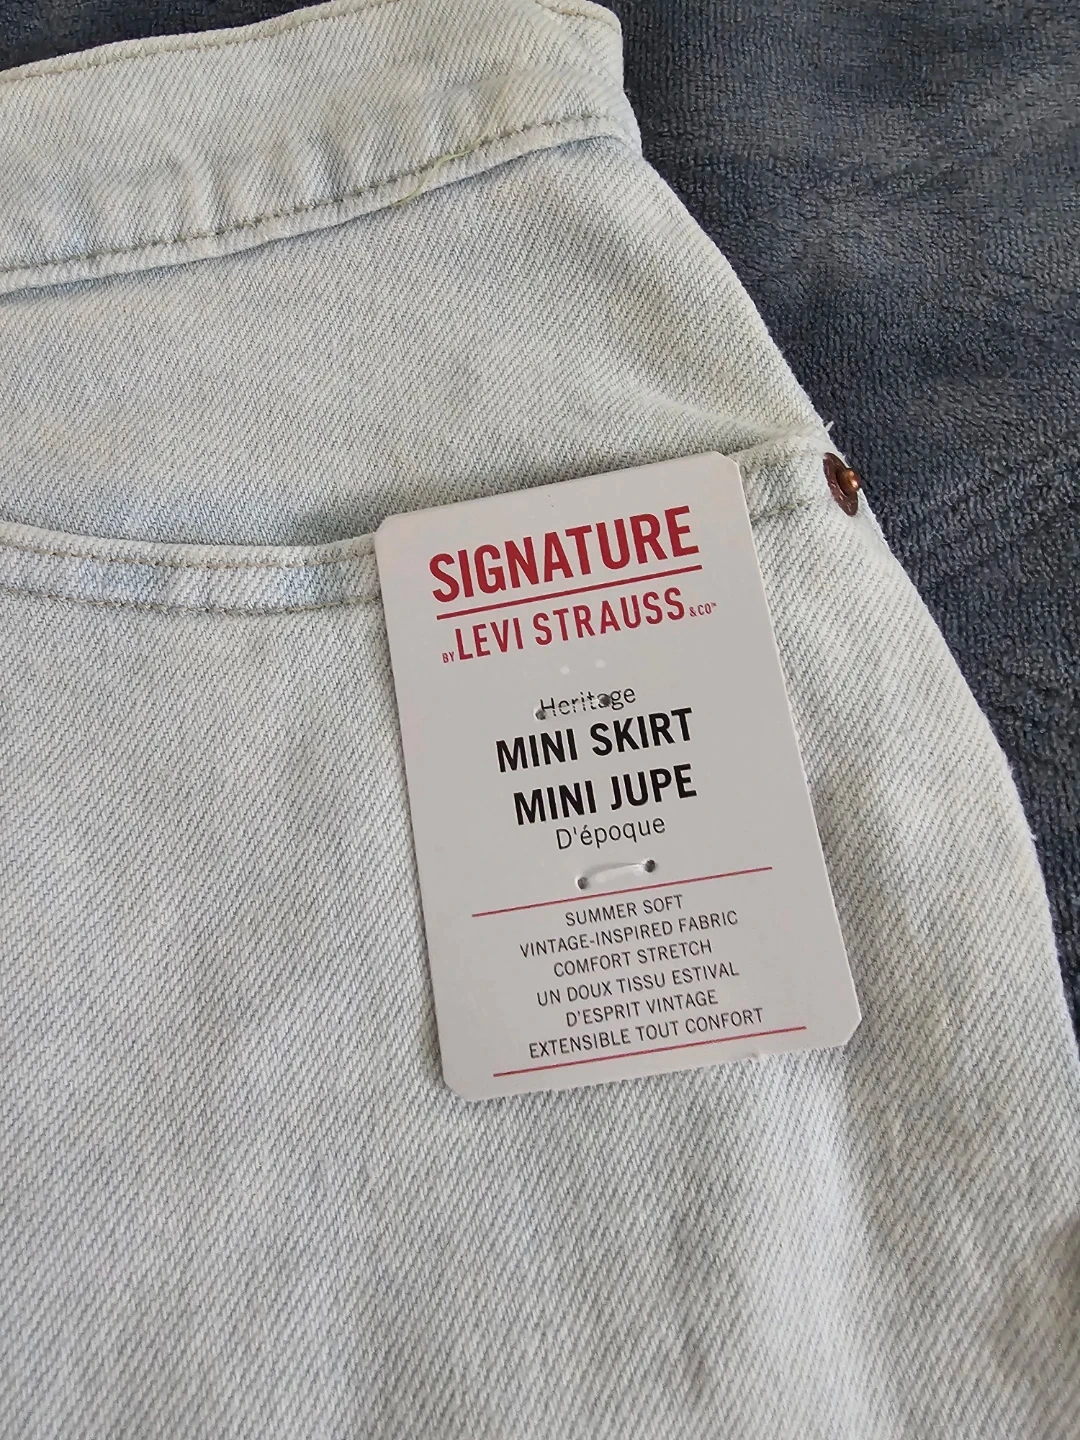 SIGNATURE
BY LEVI STRAUSS & CO™
Heritage
MINI SKIRT
MINI JUPE
D'époque
SUMMER SOFT
VINTAGE-INSPIRED FABRIC
COMFORT STRETCH
UN DOUX TISSU ESTIVAL
D'ESPRIT VINTAGE
EXTENSIBLE TOUT CONFORT